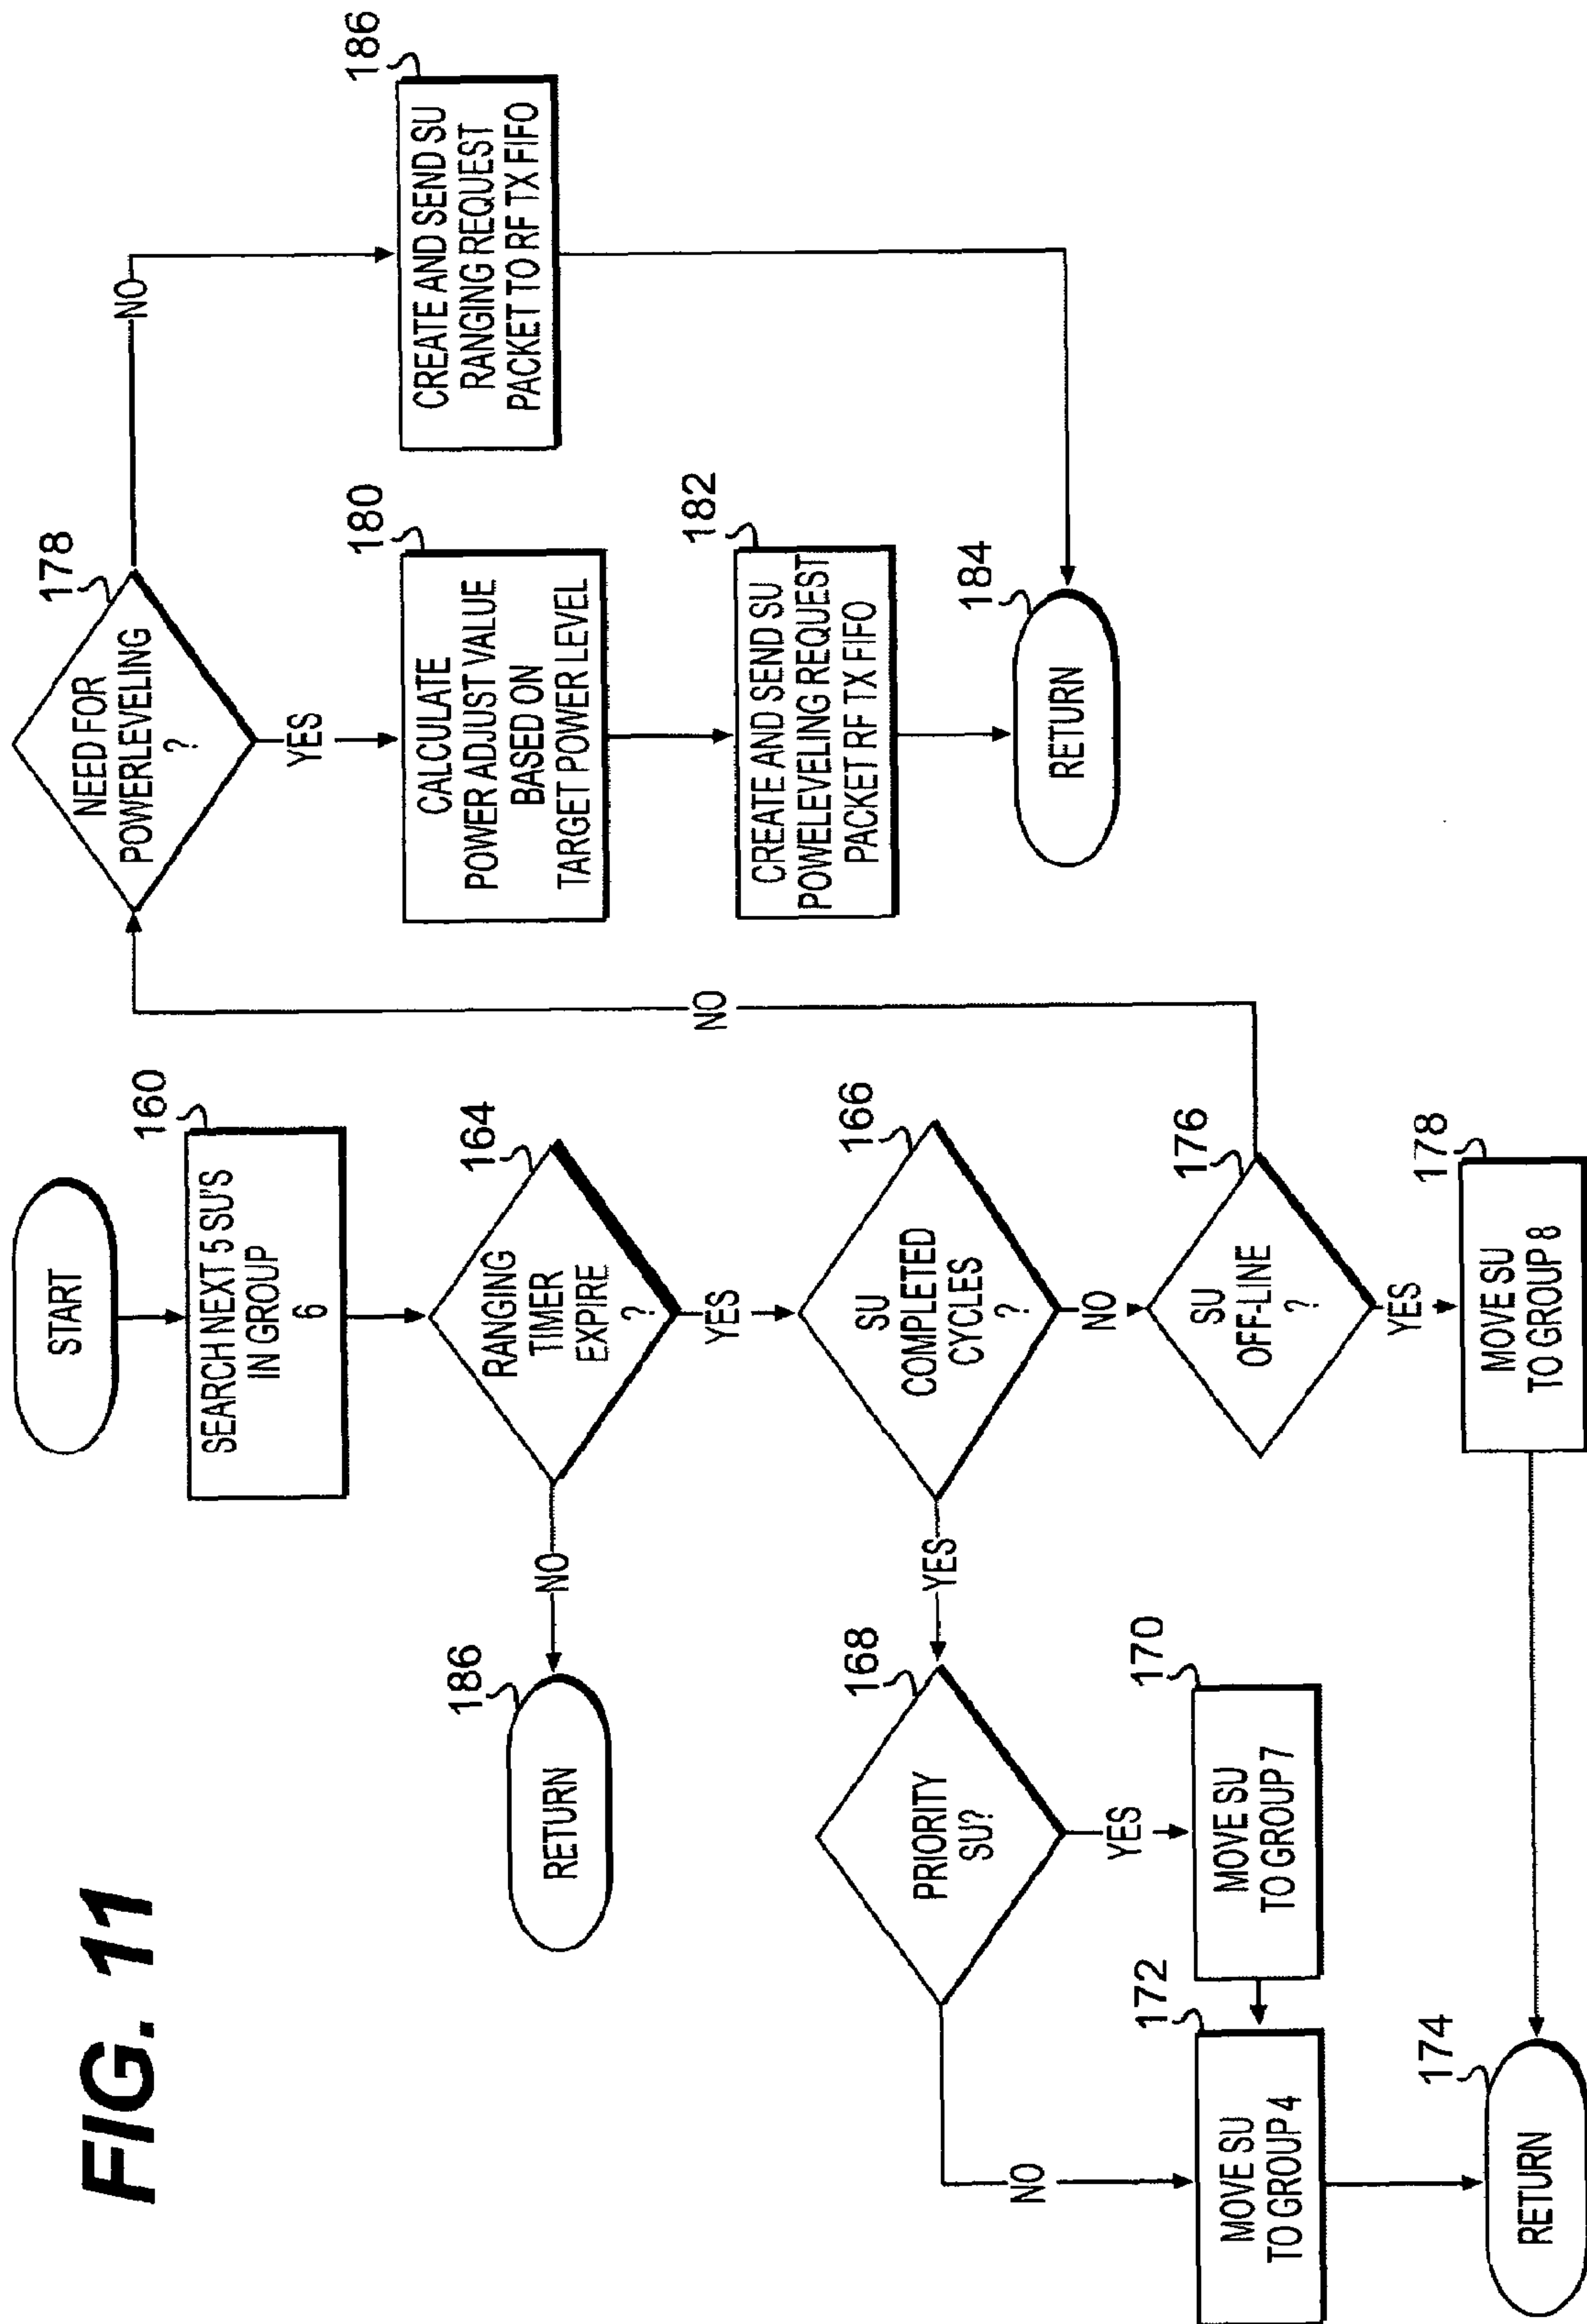 FIG. 11
START
160
SEARCH NEXT 5 SU'S
IN GROUP
6
164
RANGING
TIMER
EXPIRE
?
NO
186
RETURN
YES
166
SU
COMPLETED
CYCLES
?
YES
168
PRIORITY
SU?
YES
170
MOVE SU
TO GROUP 7
NO
172
MOVE SU
TO GROUP 4
174
RETURN
NO
176
SU
OFF-LINE
?
YES
178
MOVE SU
TO GROUP 8
NO
178
NEED FOR
POWERLEVELING
?
YES
180
CALCULATE
POWER ADJUST VALUE
BASED ON
TARGET POWER LEVEL
182
CREATE AND SEND SU
POWELEVELING REQUEST
PACKET RF TX FIFO
184
RETURN
NO
186
CREATE AND SEND SU
RANGING REQUEST
PACKET TO RF TX FIFO